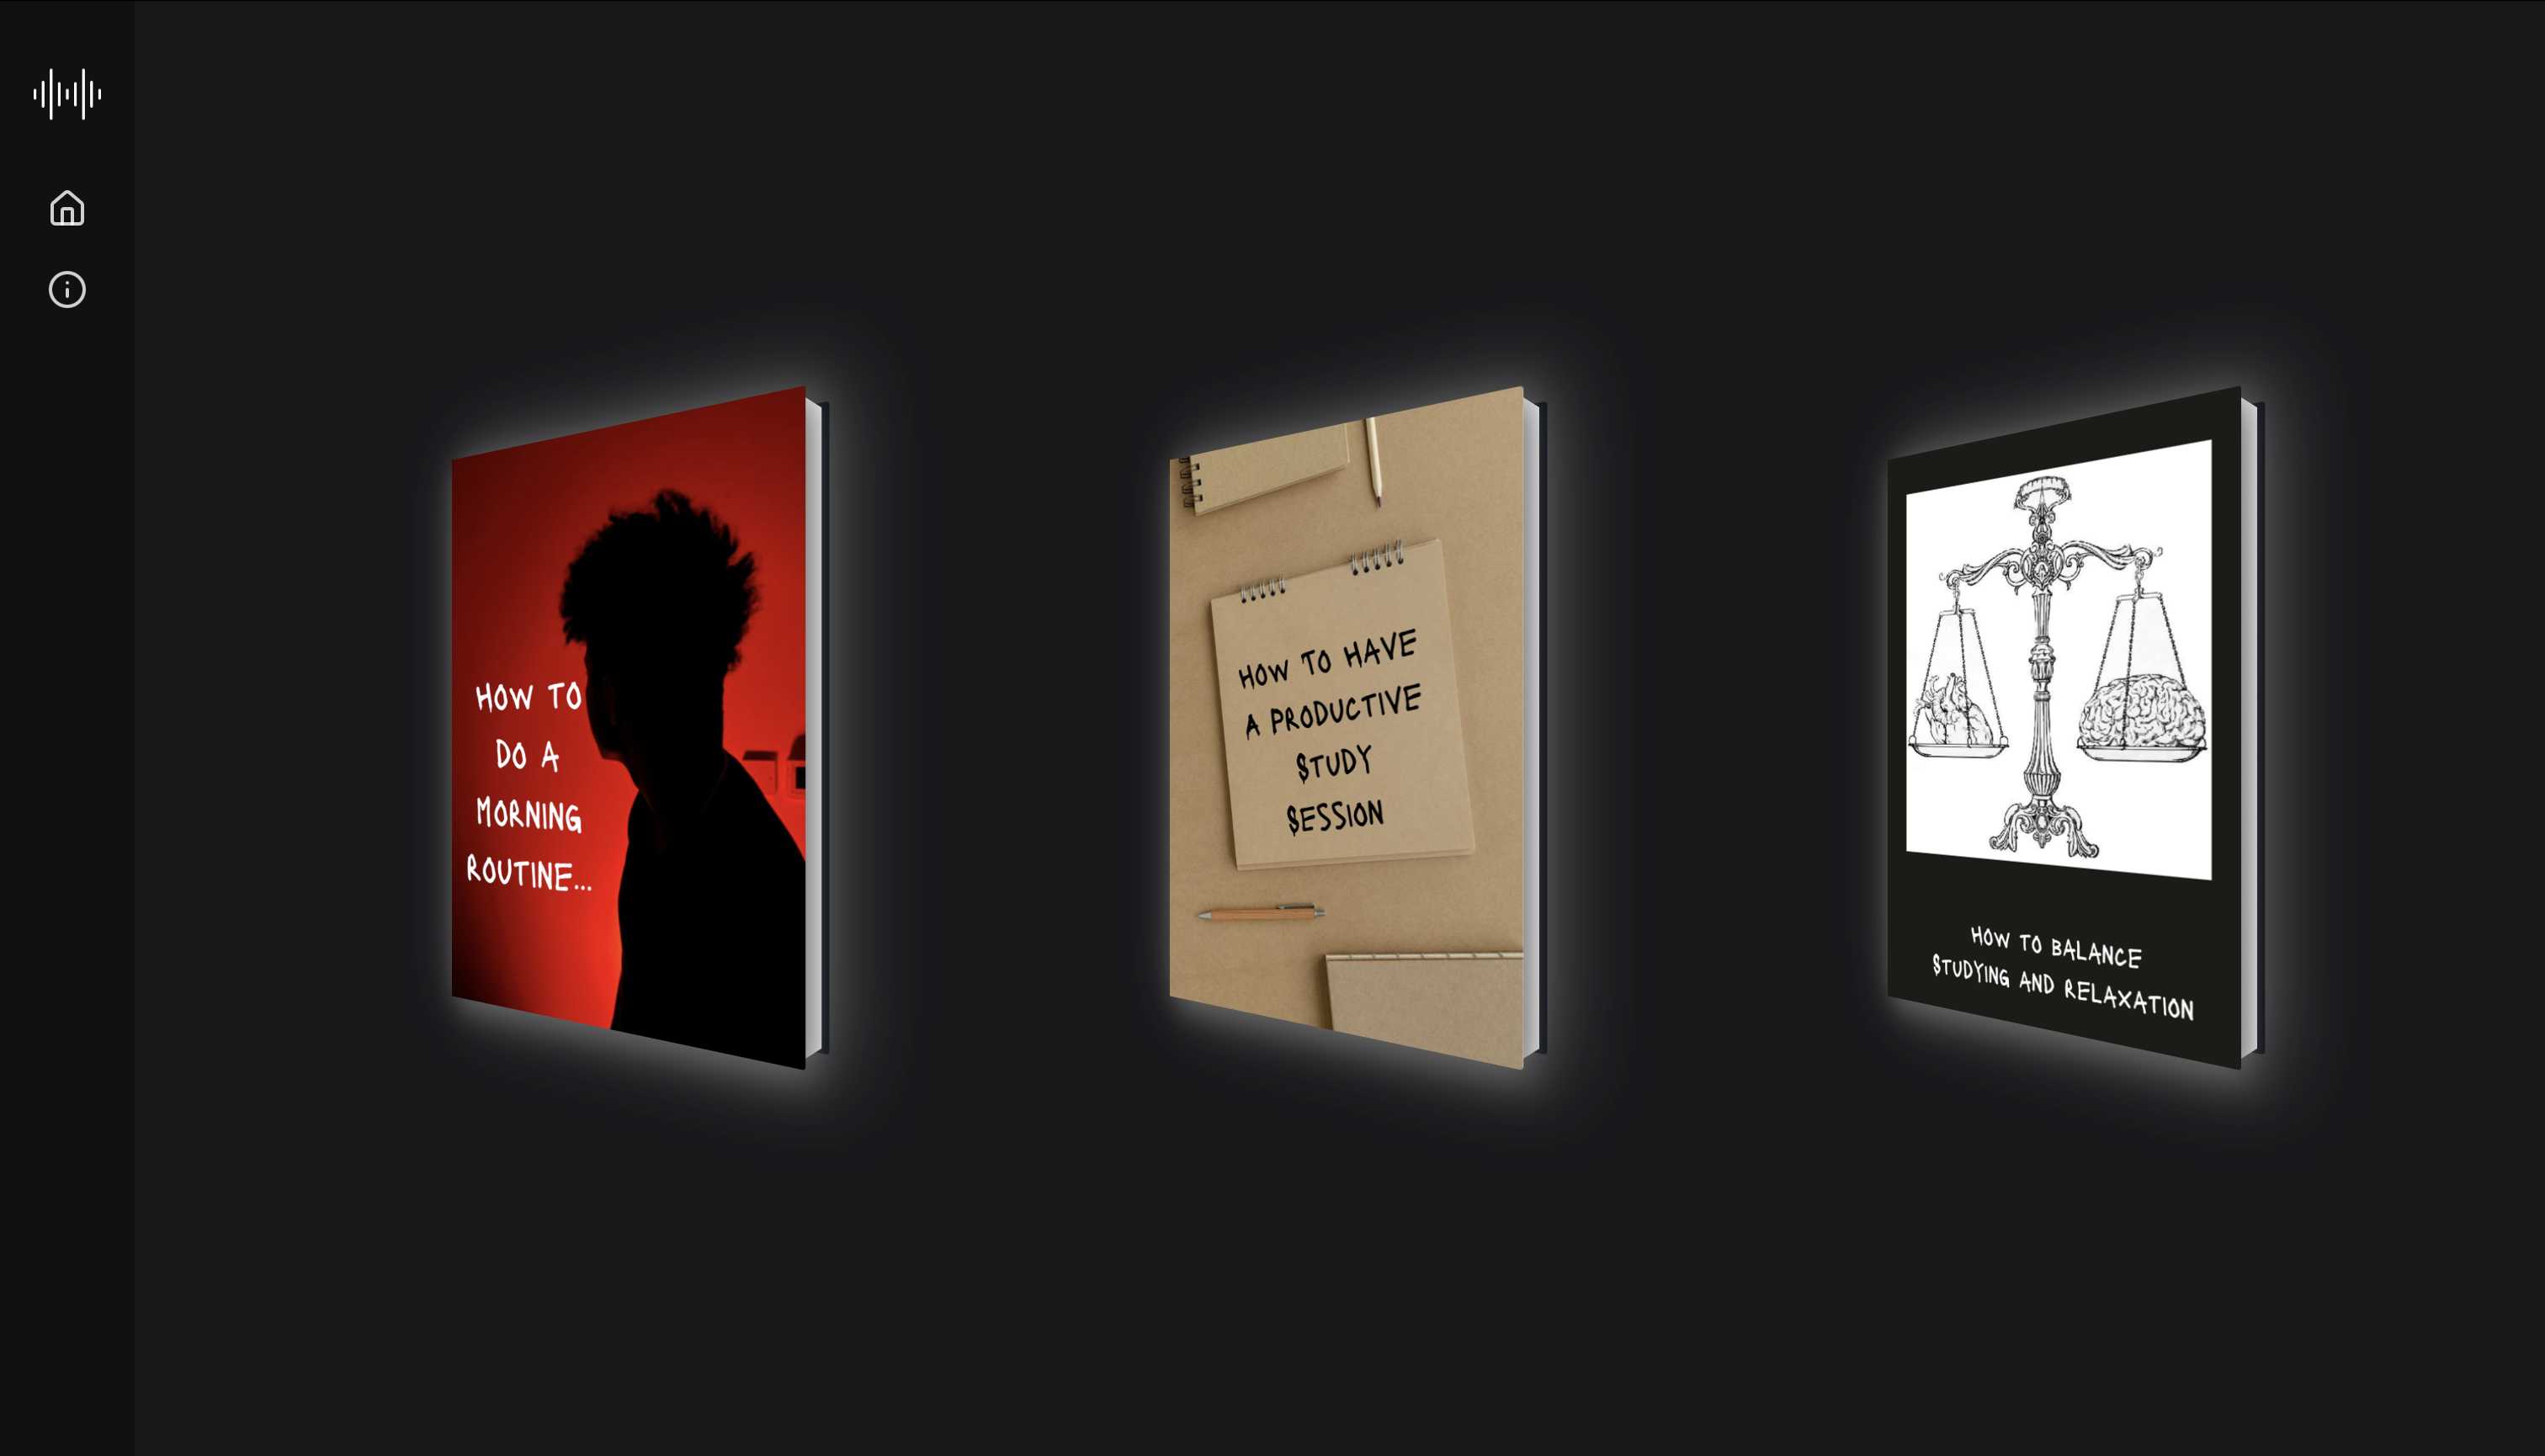 HOW TO
DO A
MORNING
ROUTINE...
HOW TO HAVE
A PRODUCTIVE
STUDY
SESSION
HOW TO BALANCE
STUDYING AND RELAXATION